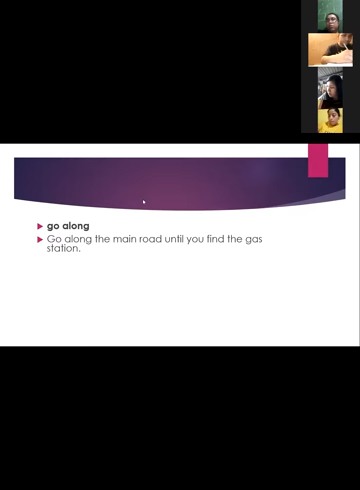 go along
Go along the main road until you find the gas
station.